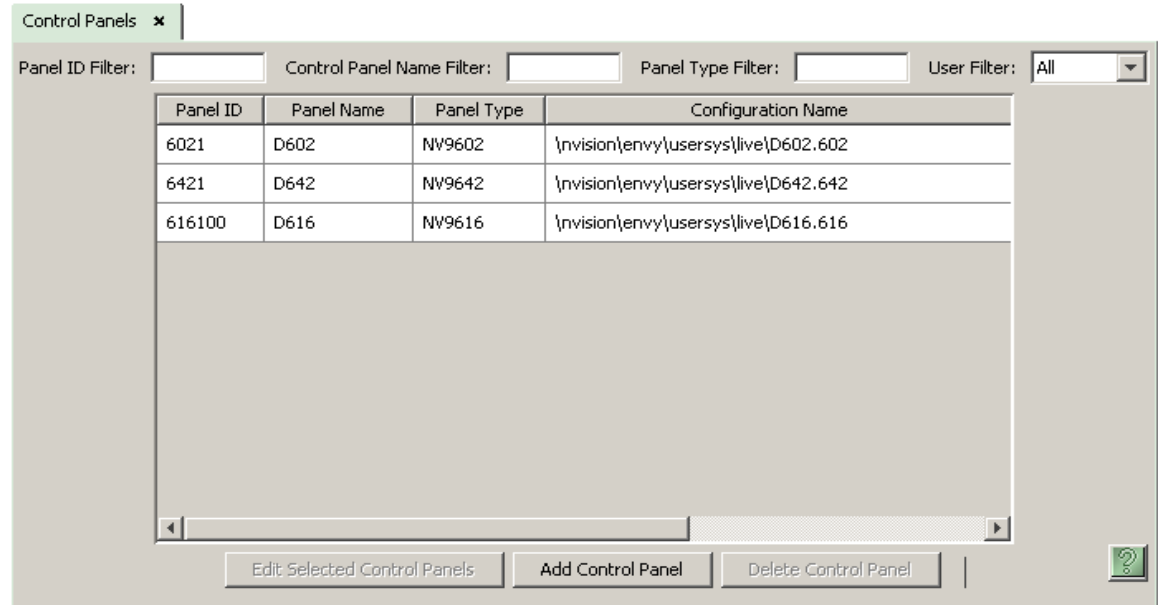 Control Panels ×
Panel ID Filter: Control Panel Name Filter: Panel Type Filter: User Filter: All
Panel ID Panel Name Panel Type Configuration Name
6021 D602 NV9602 \nvision\envy\usersys\live\D602.602
6421 D642 NV9642 \nvision\envy\usersys\live\D642.642
616100 D616 NV9616 \nvision\envy\usersys\live\D616.616
Edit Selected Control Panels Add Control Panel Delete Control Panel ?